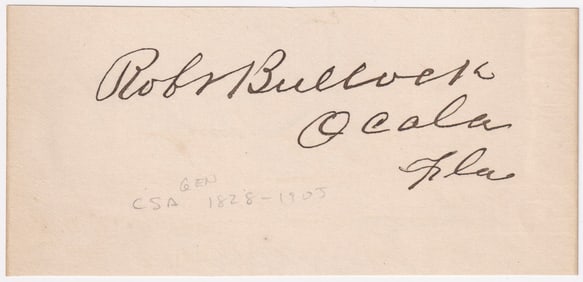 Robt Bullock
Ocala
Fla
GEN
CSA 1828-1905